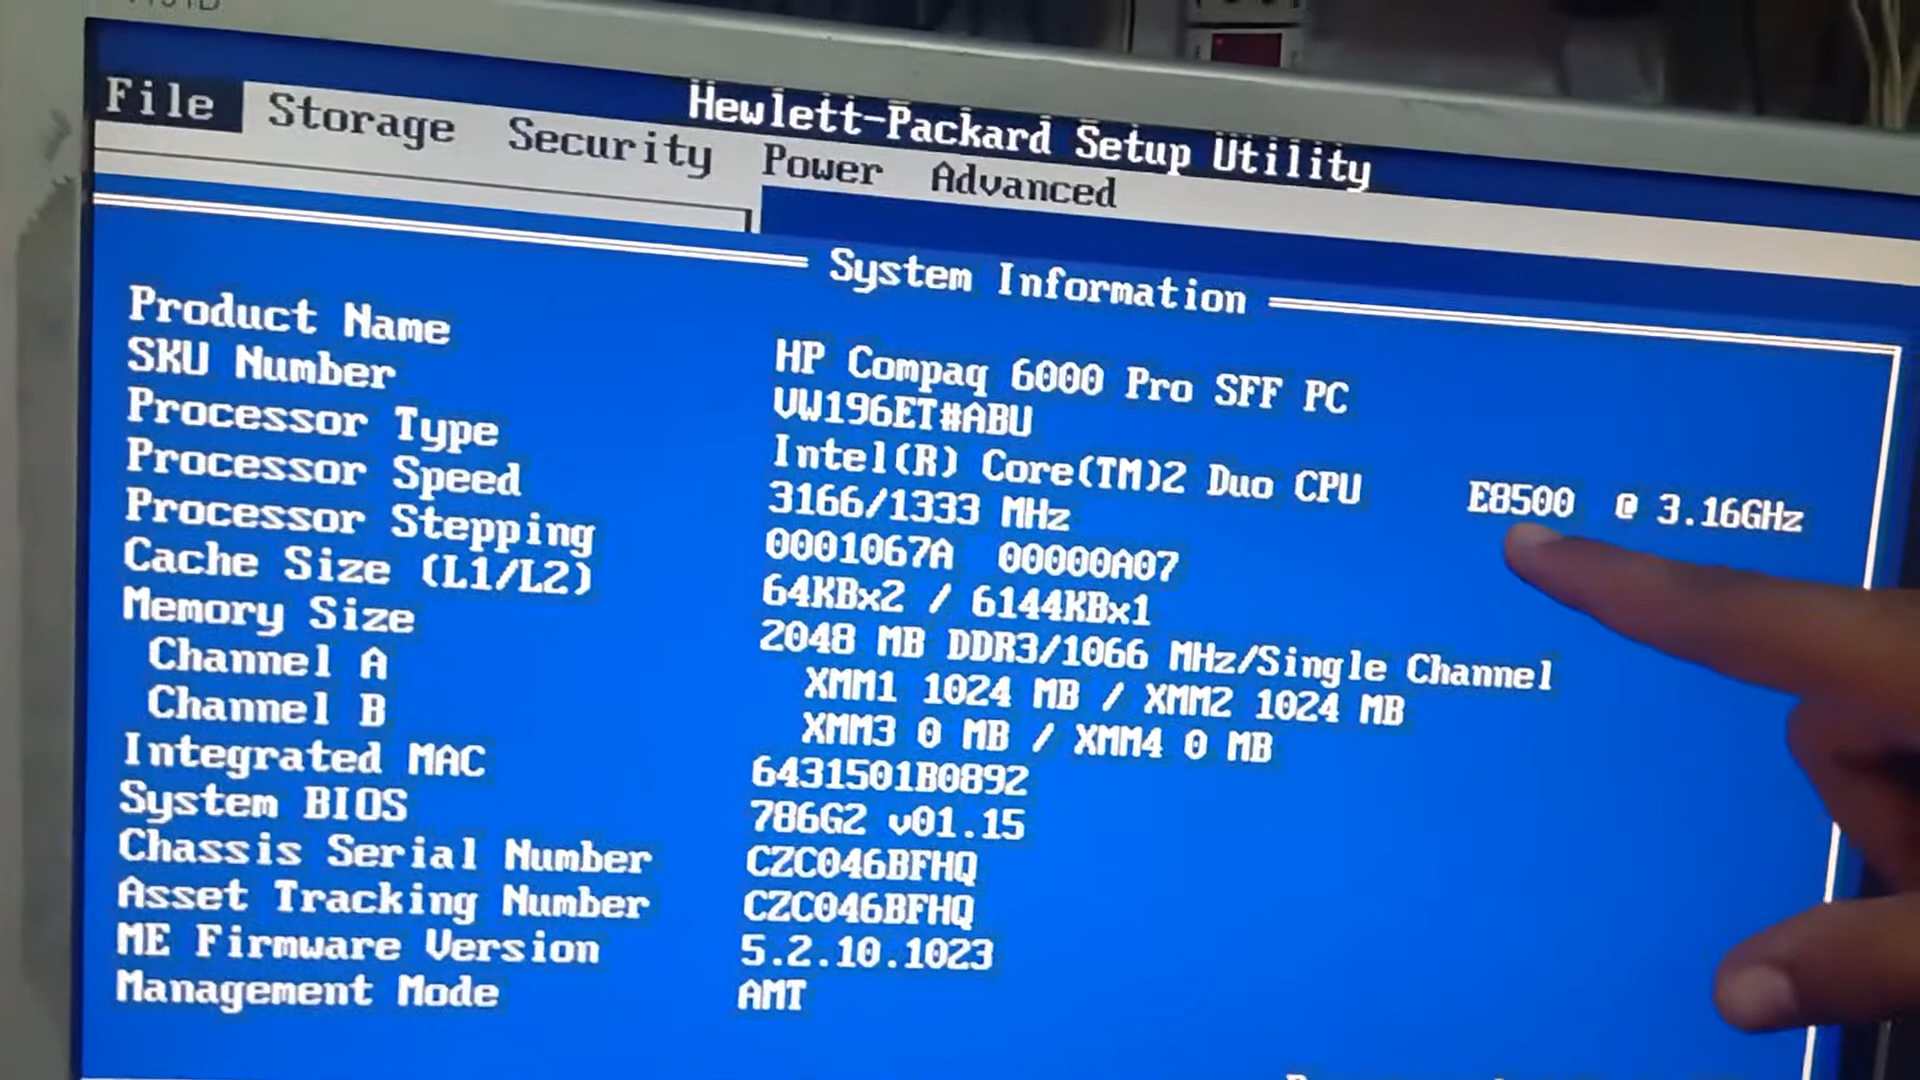 Hewlett-Packard Setup Utility
File Storage Security Power Advanced
System Information
Product Name HP Compaq 6000 Pro SFF PC
SKU Number VW196ET#ABU
Processor Type Intel(R) Core(TM)2 Duo CPU E8500 @ 3.16GHz
Processor Speed 3166/1333 MHz
Processor Stepping 0001067A 00000A07
Cache Size (L1/L2) 64KBx2 / 6144KBx1
Memory Size 2048 MB DDR3/1066 MHz/Single Channel
Channel A XMM1 1024 MB / XMM2 1024 MB
Channel B XMM3 0 MB / XMM4 0 MB
Integrated MAC 6431501B0892
System BIOS 786G2 v01.15
Chassis Serial Number CZC046BFHQ
Asset Tracking Number CZC046BFHQ
ME Firmware Version 5.2.10.1023
Management Mode AMT